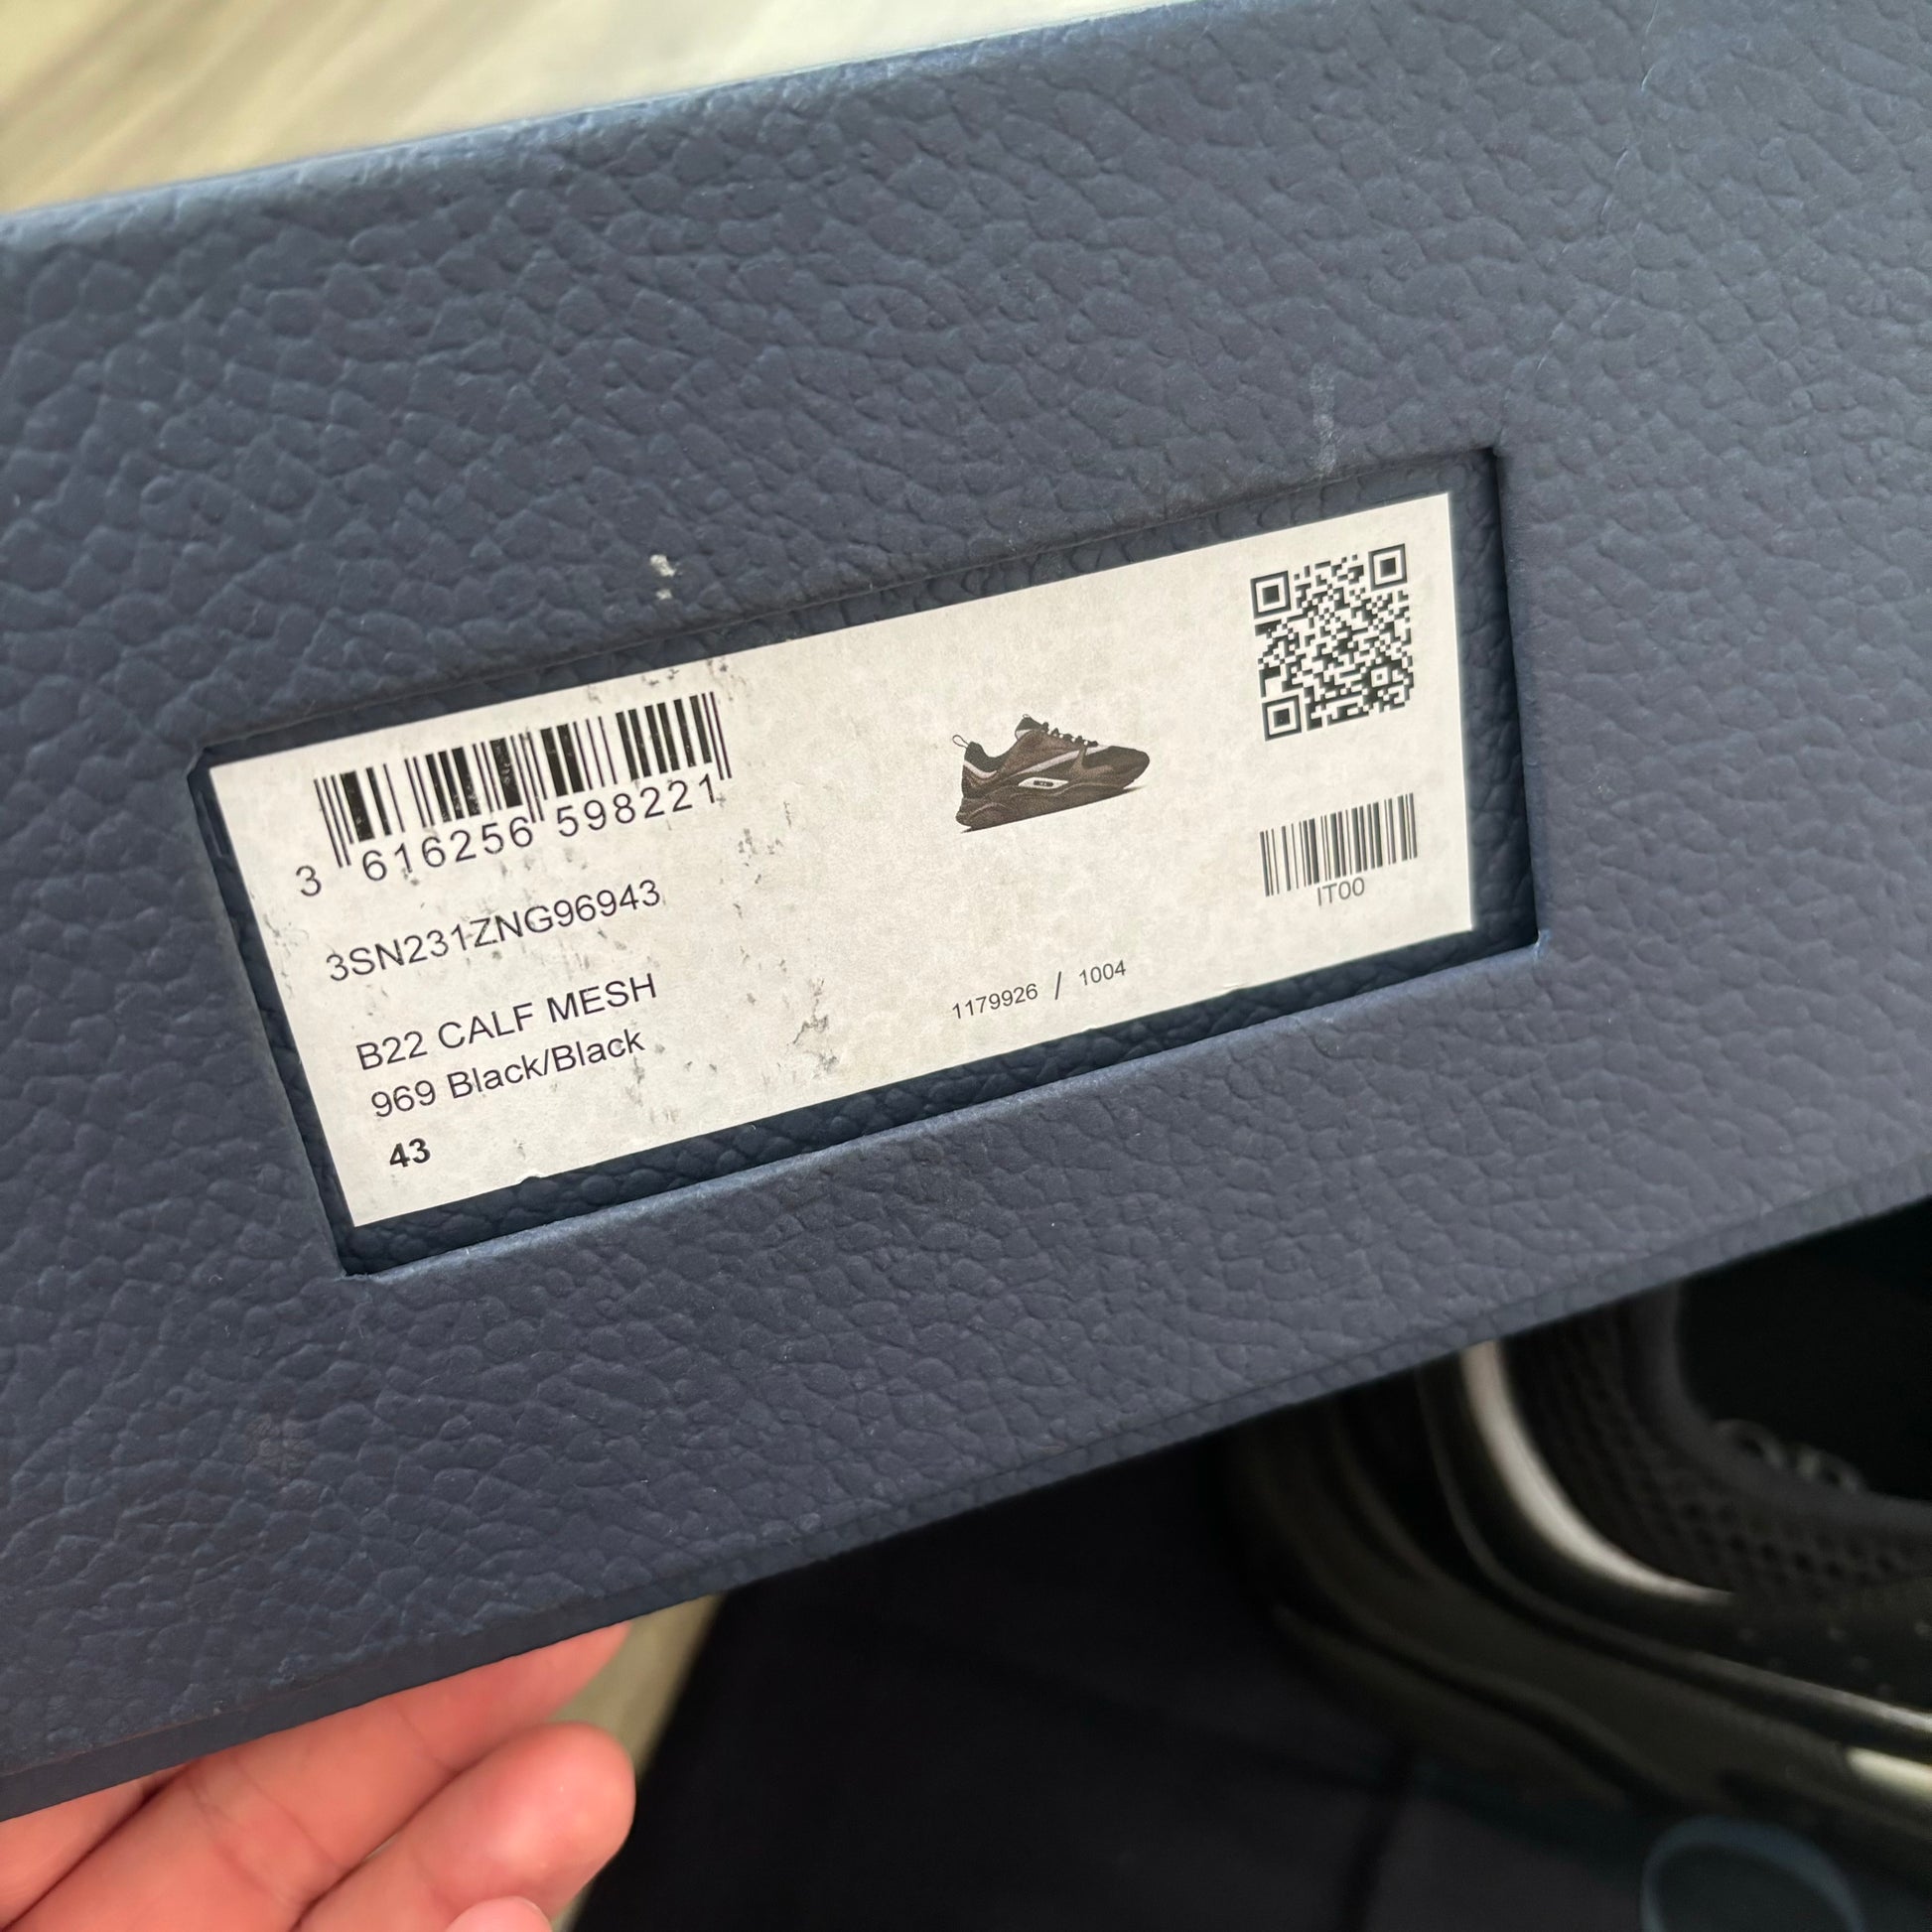 3 616256 598221
3SN231ZNG96943
B22 CALF MESH
969 Black/Black
43
1179926 / 1004
IT00